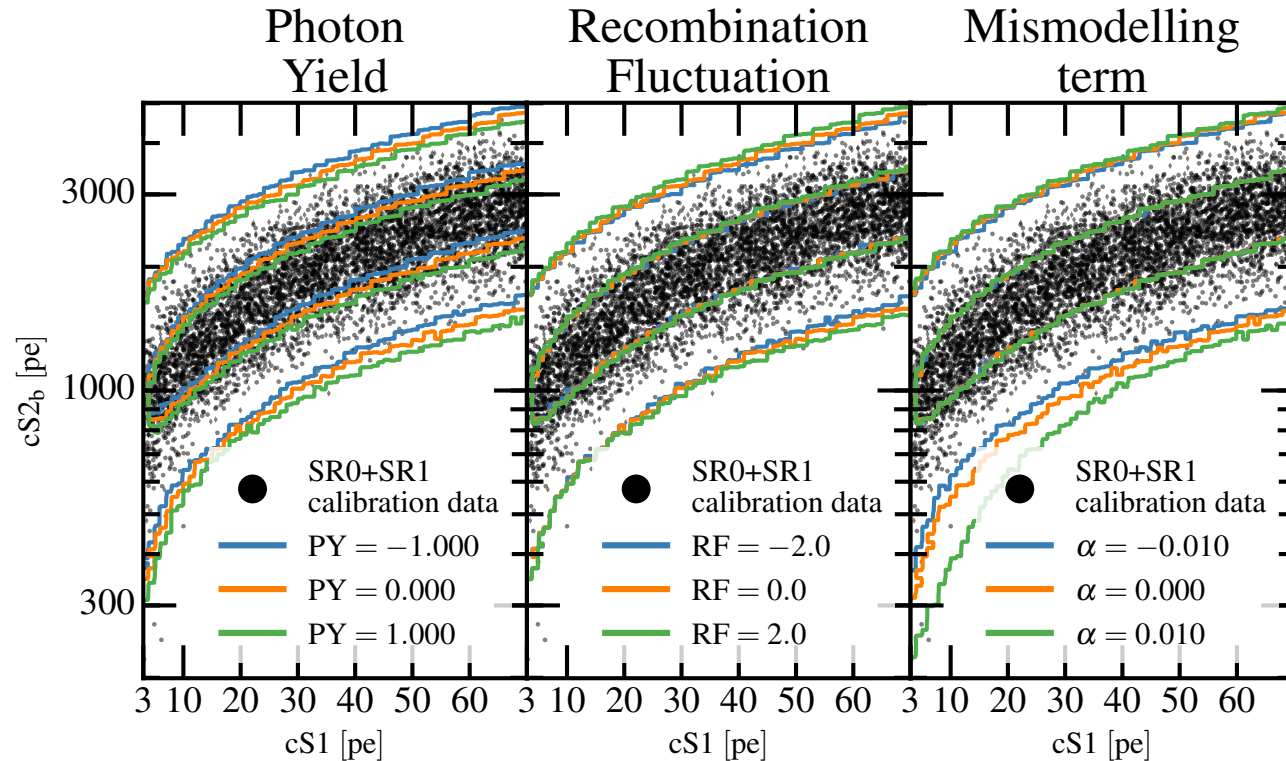 Photon
Yield
Recombination
Fluctuation
Mismodelling
term
cS2b [pe]
3000
1000
300
SR0+SR1
calibration data
PY = −1.000
PY = 0.000
PY = 1.000
SR0+SR1
calibration data
RF = −2.0
RF = 0.0
RF = 2.0
SR0+SR1
calibration data
α = −0.010
α = 0.000
α = 0.010
3 10 20 30 40 50 60
3 10 20 30 40 50 60
3 10 20 30 40 50 60
cS1 [pe]
cS1 [pe]
cS1 [pe]